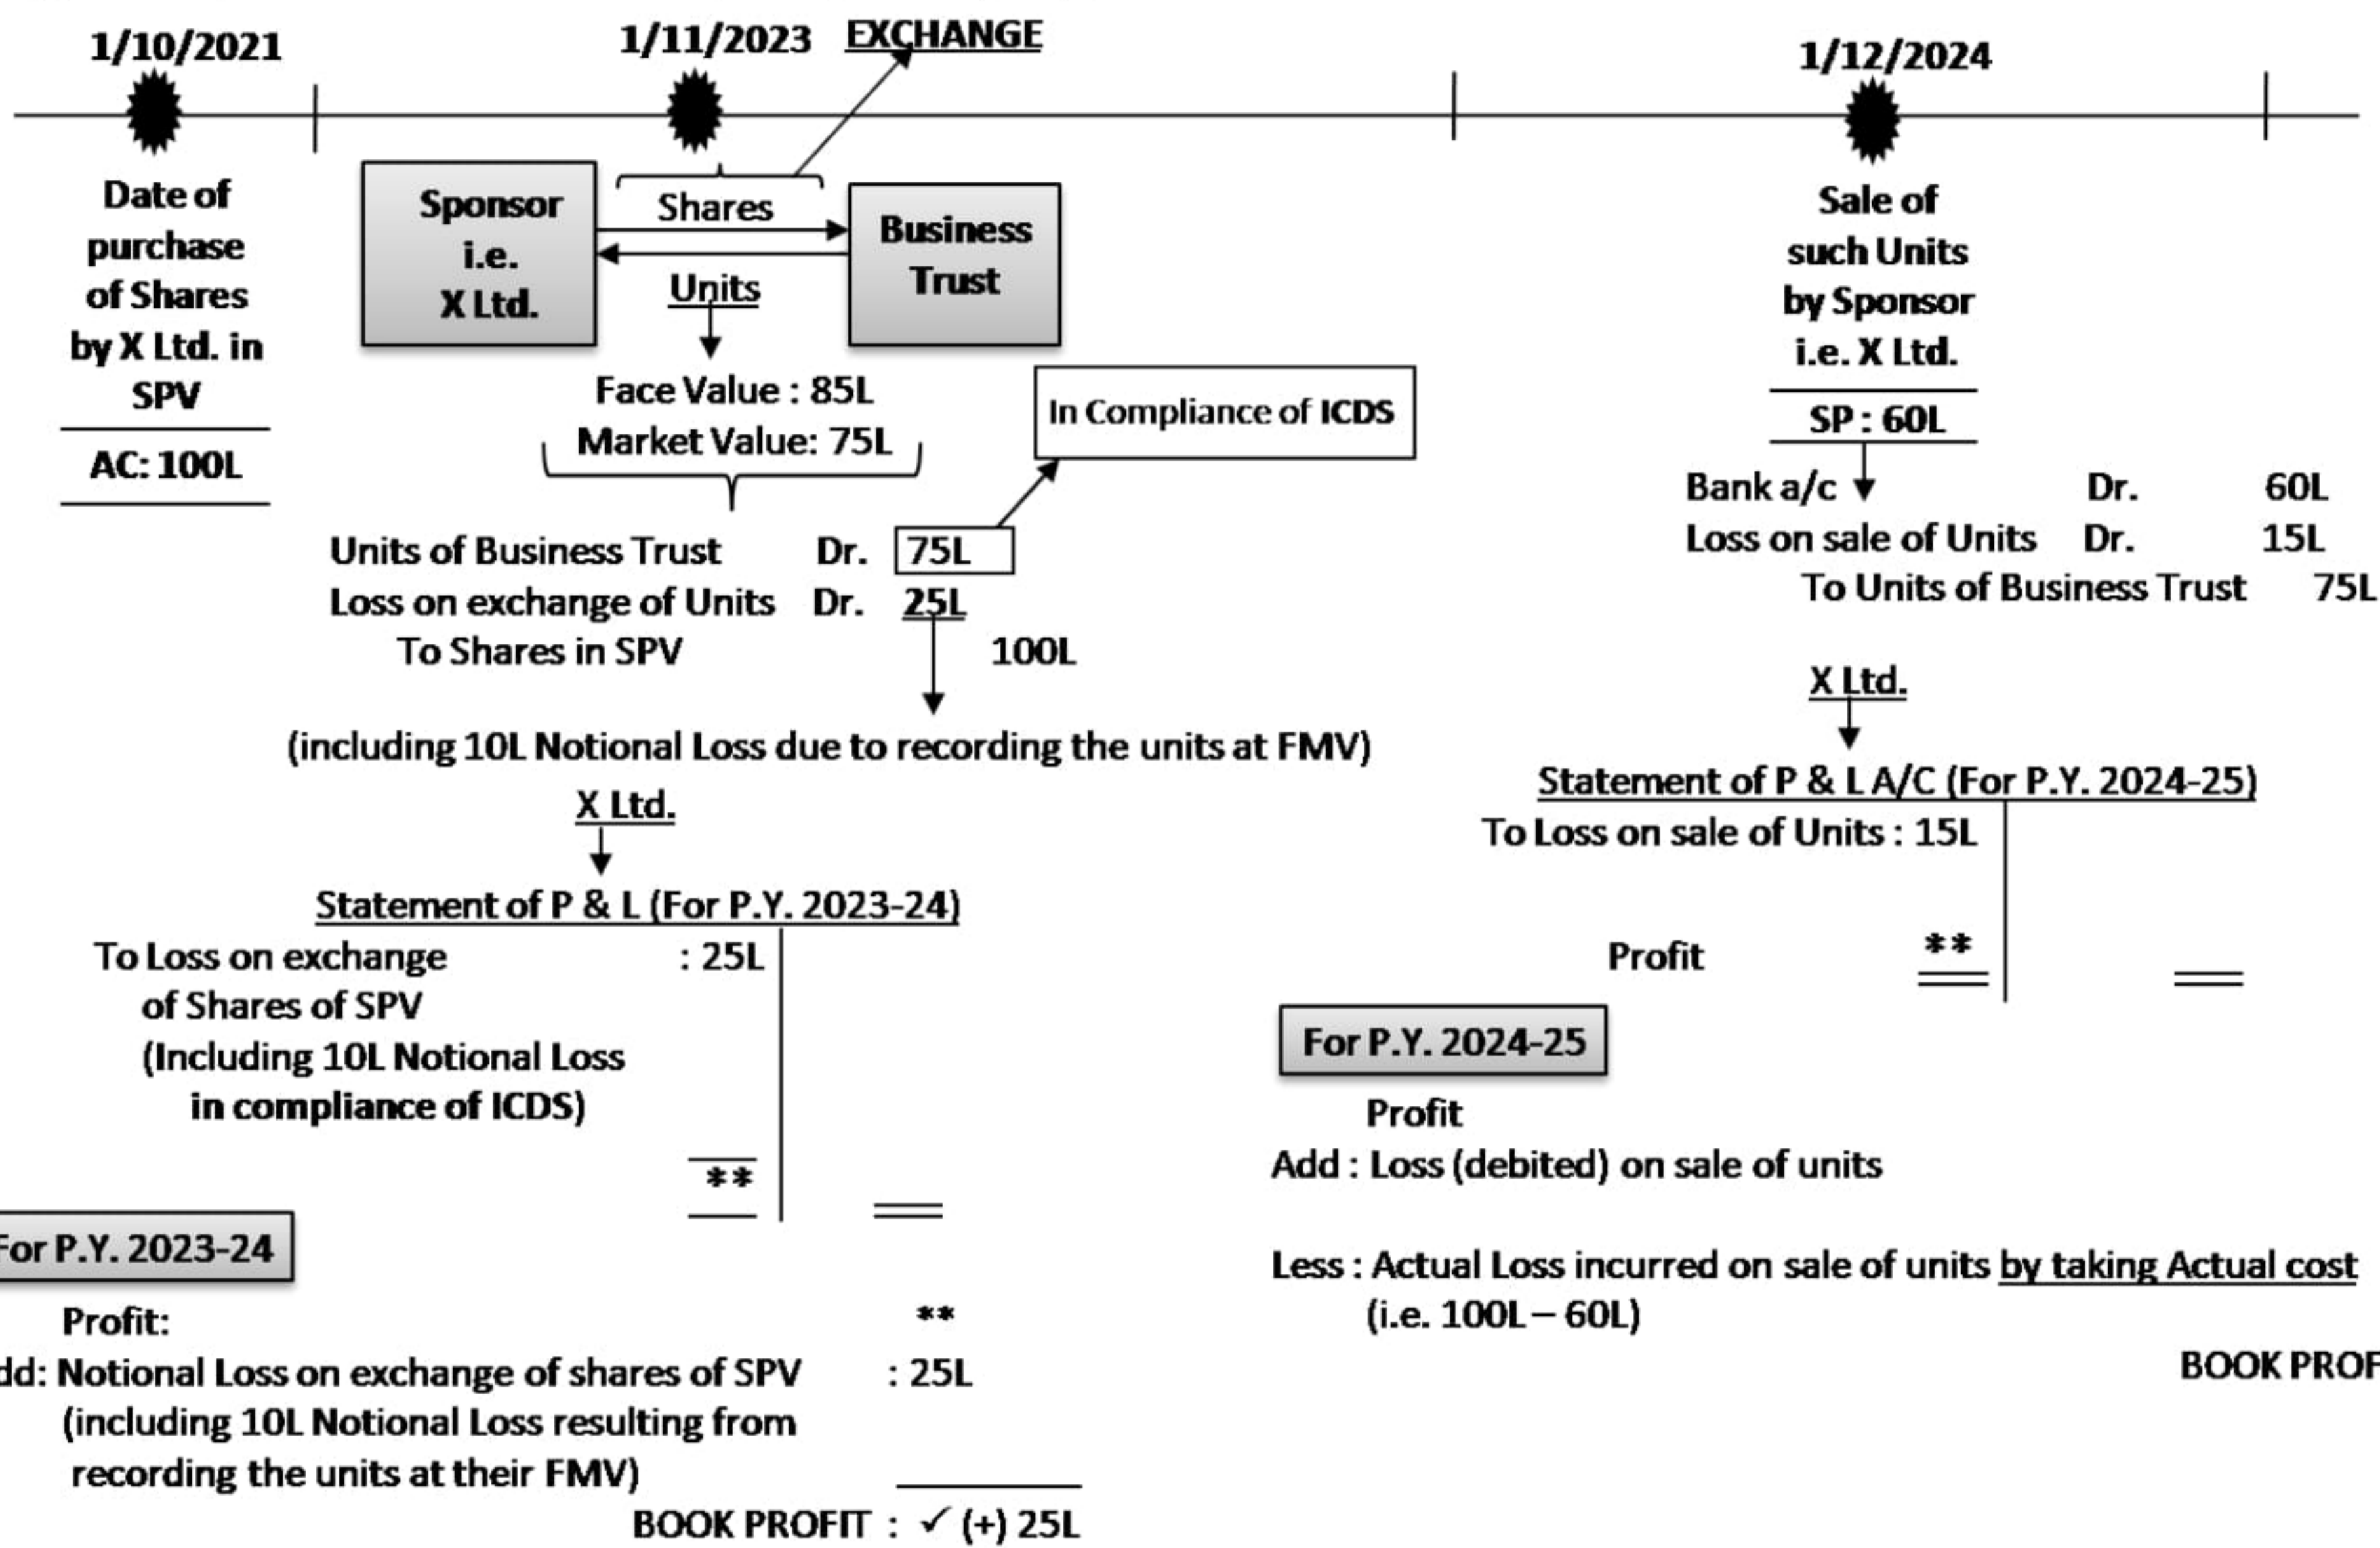 1/10/2021
1/11/2023 EXCHANGE
1/12/2024
Date of
purchase
of Shares
by X Ltd. in
SPV
AC: 100L
Sponsor
i.e.
X Ltd.
Shares
Units
Business
Trust
Face Value : 85L
Market Value: 75L
In Compliance of ICDS
Units of Business Trust Dr. 75L
Loss on exchange of Units Dr. 25L
To Shares in SPV 100L
(including 10L Notional Loss due to recording the units at FMV)
X Ltd.
Statement of P & L (For P.Y. 2023-24)
To Loss on exchange : 25L
of Shares of SPV
(Including 10L Notional Loss
in compliance of ICDS)
**
For P.Y. 2023-24
Profit: **
dd: Notional Loss on exchange of shares of SPV : 25L
(including 10L Notional Loss resulting from
recording the units at their FMV)
BOOK PROFIT : ✓ (+) 25L
Sale of
such Units
by Sponsor
i.e. X Ltd.
SP : 60L
Bank a/c Dr. 60L
Loss on sale of Units Dr. 15L
To Units of Business Trust 75L
X Ltd.
Statement of P & L A/C (For P.Y. 2024-25)
To Loss on sale of Units : 15L
Profit **
For P.Y. 2024-25
Profit
Add : Loss (debited) on sale of units
Less : Actual Loss incurred on sale of units by taking Actual cost
(i.e. 100L – 60L)
BOOK PROF